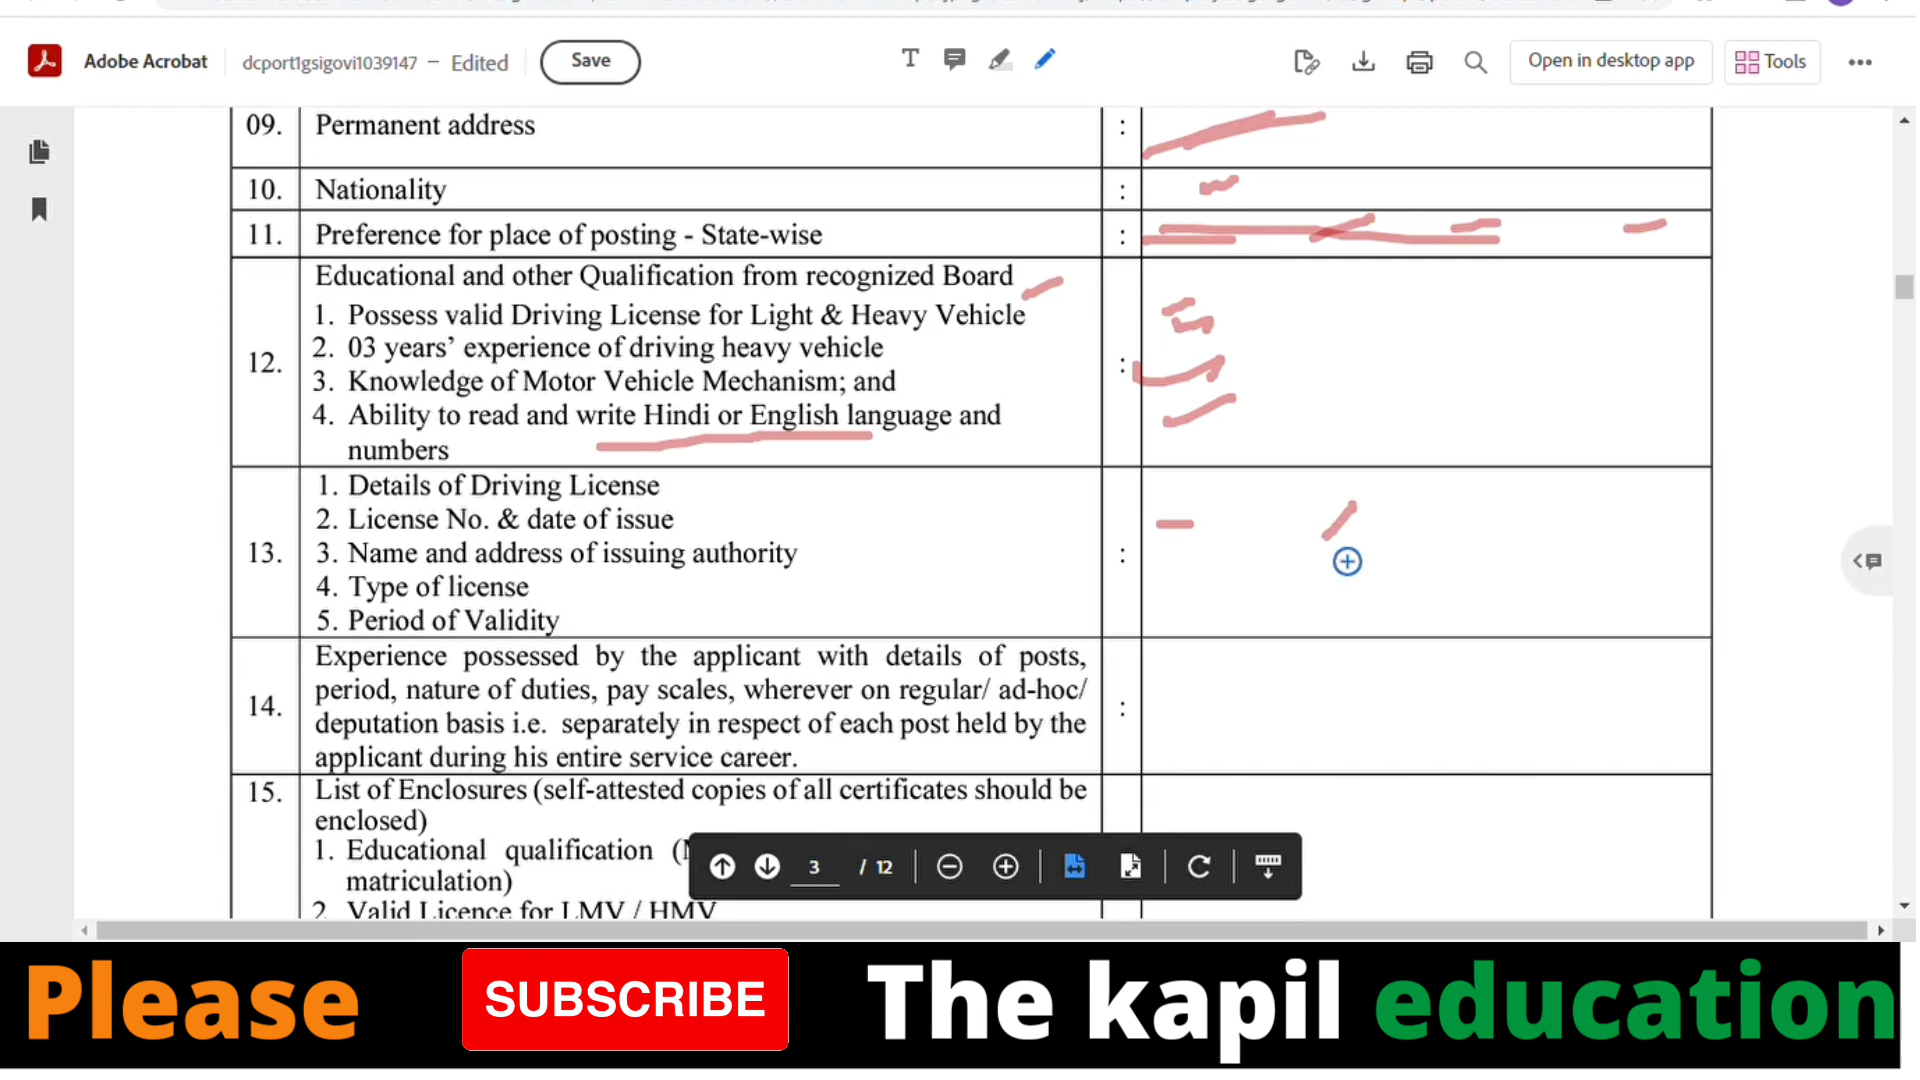 Adobe Acrobat
dcport1gsigovi1039147 – Edited
Save
Open in desktop app
Tools
09. Permanent address :
10. Nationality :
11. Preference for place of posting - State-wise :
12. Educational and other Qualification from recognized Board :
1. Possess valid Driving License for Light & Heavy Vehicle
2. 03 years’ experience of driving heavy vehicle
3. Knowledge of Motor Vehicle Mechanism; and
4. Ability to read and write Hindi or English language and
numbers
13. 1. Details of Driving License :
2. License No. & date of issue
3. Name and address of issuing authority
4. Type of license
5. Period of Validity
14. Experience possessed by the applicant with details of posts, :
period, nature of duties, pay scales, wherever on regular/ ad-hoc/
deputation basis i.e. separately in respect of each post held by the
applicant during his entire service career.
15. List of Enclosures (self-attested copies of all certificates should be
enclosed)
1. Educational qualification (
matriculation)
2. Valid Licence for LMV / HMV
3 / 12
Please SUBSCRIBE The kapil education